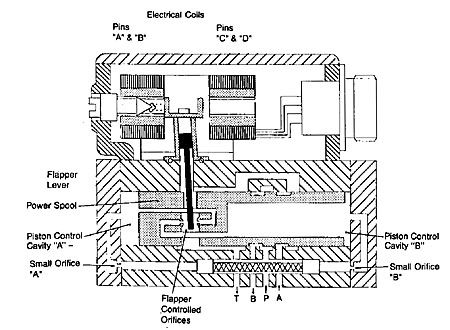 Electrical Coils
Pins
"A" & "B"
Pins
"C" & "D"
Flapper
Lever
Power Spool
Piston Control
Cavity "A" –
Small Orifice
"A"
Piston Control
Cavity "B"
Small Orifice
"B"
T B P A
Flapper
Controlled
Orifices